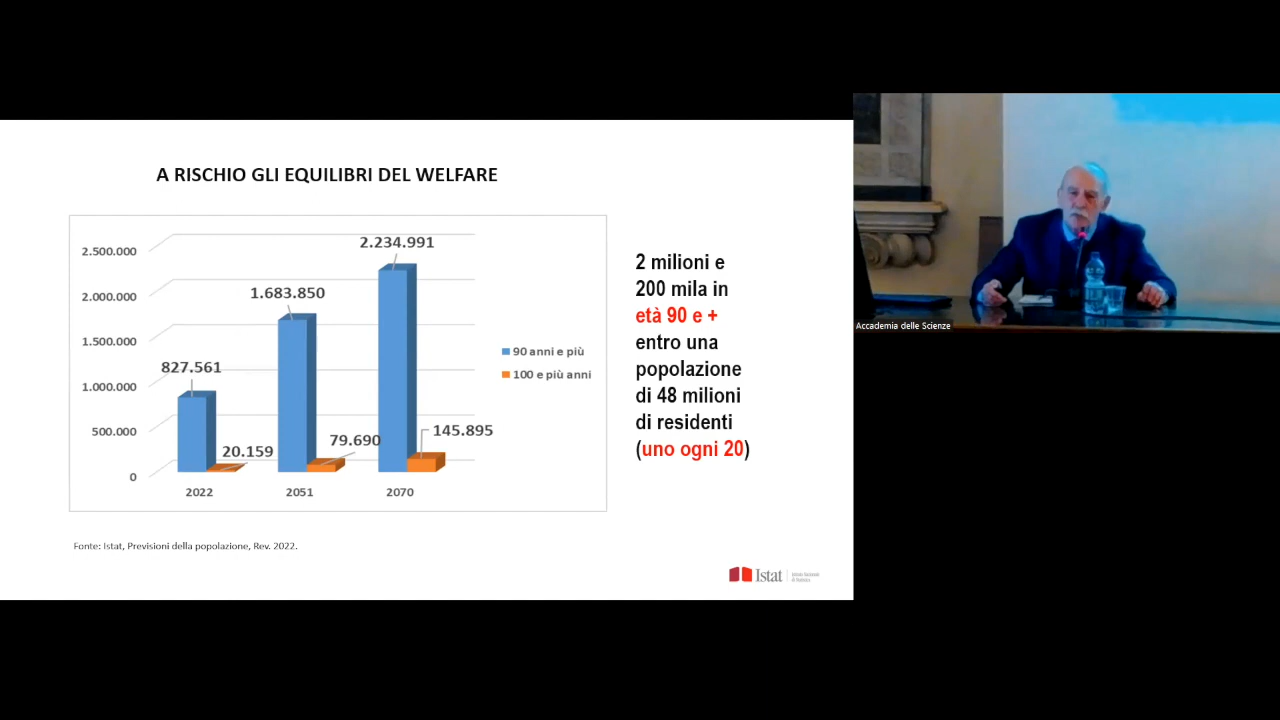 A RISCHIO GLI EQUILIBRI DEL WELFARE
2.500.000
2.000.000
1.500.000
1.000.000
500.000
0
827.561
20.159
1.683.850
79.690
2.234.991
145.895
2022
2051
2070
90 anni e più
100 e più anni
2 milioni e
200 mila in
età 90 e +
entro una
popolazione
di 48 milioni
di residenti
(uno ogni 20)
Fonte: Istat, Previsioni della popolazione, Rev. 2022.
Istat
Accademia delle Scienze